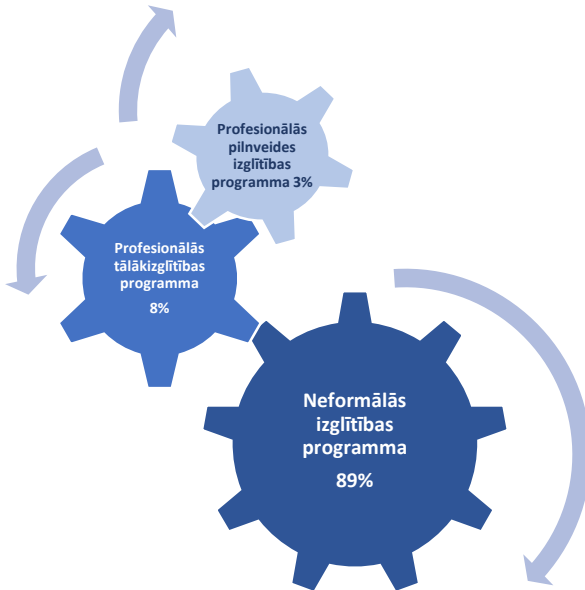 Profesionālās
pilnveides
izglītības
programma 3%
Profesionālās
tālākizglītības
programma
8%
Neformālās
izglītības
programma
89%